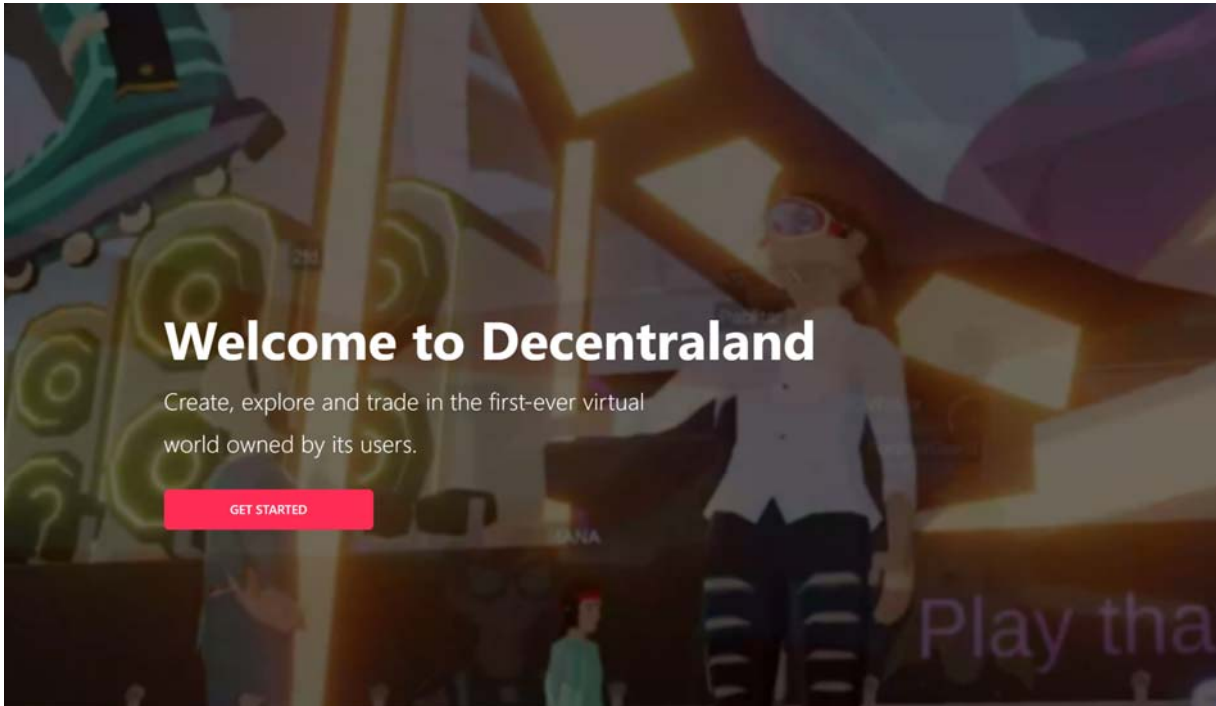 Welcome to Decentraland
Create, explore and trade in the first-ever virtual
world owned by its users.
GET STARTED
Play tha